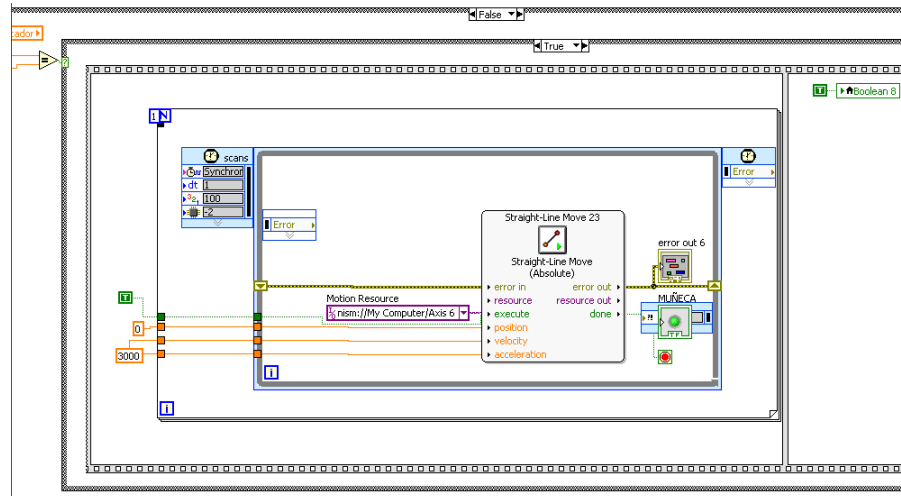 False
cador
True
=
?
T
Boolean 8
1 N
scans
Synchron
Error
dt 1
100
-2
Error
Straight-Line Move 23
Straight-Line Move
(Absolute)
error out 6
error in error out
T
Motion Resource
resource resource out
MUÑECA
nism://My Computer/Axis 6
execute done
?!
0
position
velocity
3000
acceleration
i
i